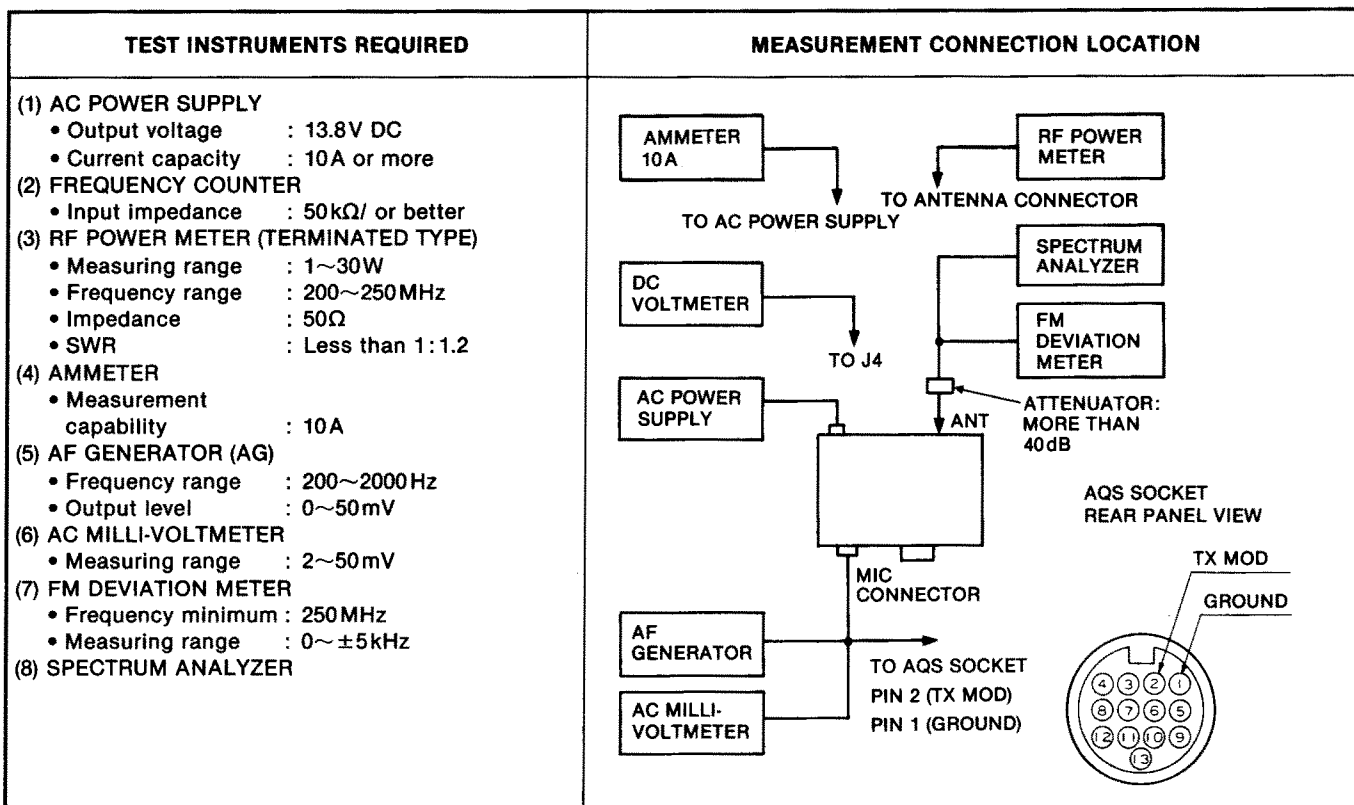 TEST INSTRUMENTS REQUIRED
(1) AC POWER SUPPLY
• Output voltage : 13.8V DC
• Current capacity : 10A or more
(2) FREQUENCY COUNTER
• Input impedance : 50kΩ/ or better
(3) RF POWER METER (TERMINATED TYPE)
• Measuring range : 1~30W
• Frequency range : 200~250MHz
• Impedance : 50Ω
• SWR : Less than 1:1.2
(4) AMMETER
• Measurement
capability : 10A
(5) AF GENERATOR (AG)
• Frequency range : 200~2000Hz
• Output level : 0~50mV
(6) AC MILLI-VOLTMETER
• Measuring range : 2~50mV
(7) FM DEVIATION METER
• Frequency minimum : 250MHz
• Measuring range : 0~±5kHz
(8) SPECTRUM ANALYZER
MEASUREMENT CONNECTION LOCATION
AMMETER
10A
TO AC POWER SUPPLY
RF POWER
METER
TO ANTENNA CONNECTOR
DC
VOLTMETER
TO J4
SPECTRUM
ANALYZER
FM
DEVIATION
METER
AC POWER
SUPPLY
ANT
ATTENUATOR:
MORE THAN
40dB
MIC
CONNECTOR
AF
GENERATOR
AC MILLI-
VOLTMETER
TO AQS SOCKET
PIN 2 (TX MOD)
PIN 1 (GROUND)
AQS SOCKET
REAR PANEL VIEW
TX MOD
GROUND
4 3 2 1
8 7 6 5
12 11 10 9
13